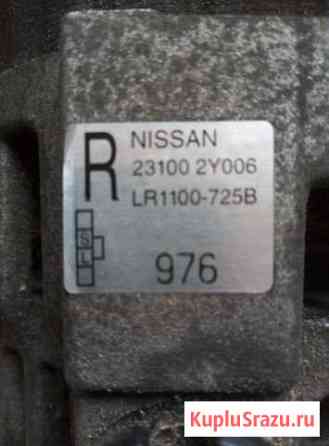 R
NISSAN
23100 2Y006
LR1100-725B
S
L
976
KupluSrazu.ru